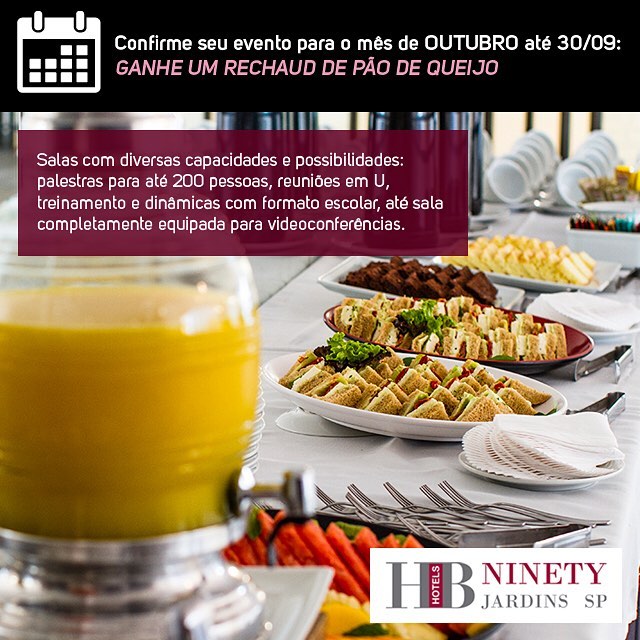 Confirme seu evento para o mês de OUTUBRO até 30/09:
GANHE UM RECHAUD DE PÃO DE QUEIJO
Salas com diversas capacidades e possibilidades:
palestras para até 200 pessoas, reuniões em U,
treinamento e dinâmicas com formato escolar, até sala
completamente equipada para videoconferências.
HB HOTELS
NINETY
JARDINS SP